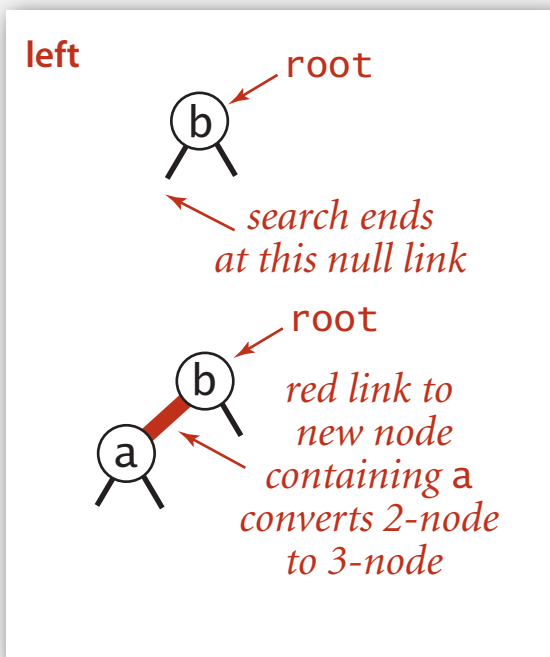 left
root
b
search ends
at this null link
root
b
red link to
new node
a
containing a
converts 2-node
to 3-node